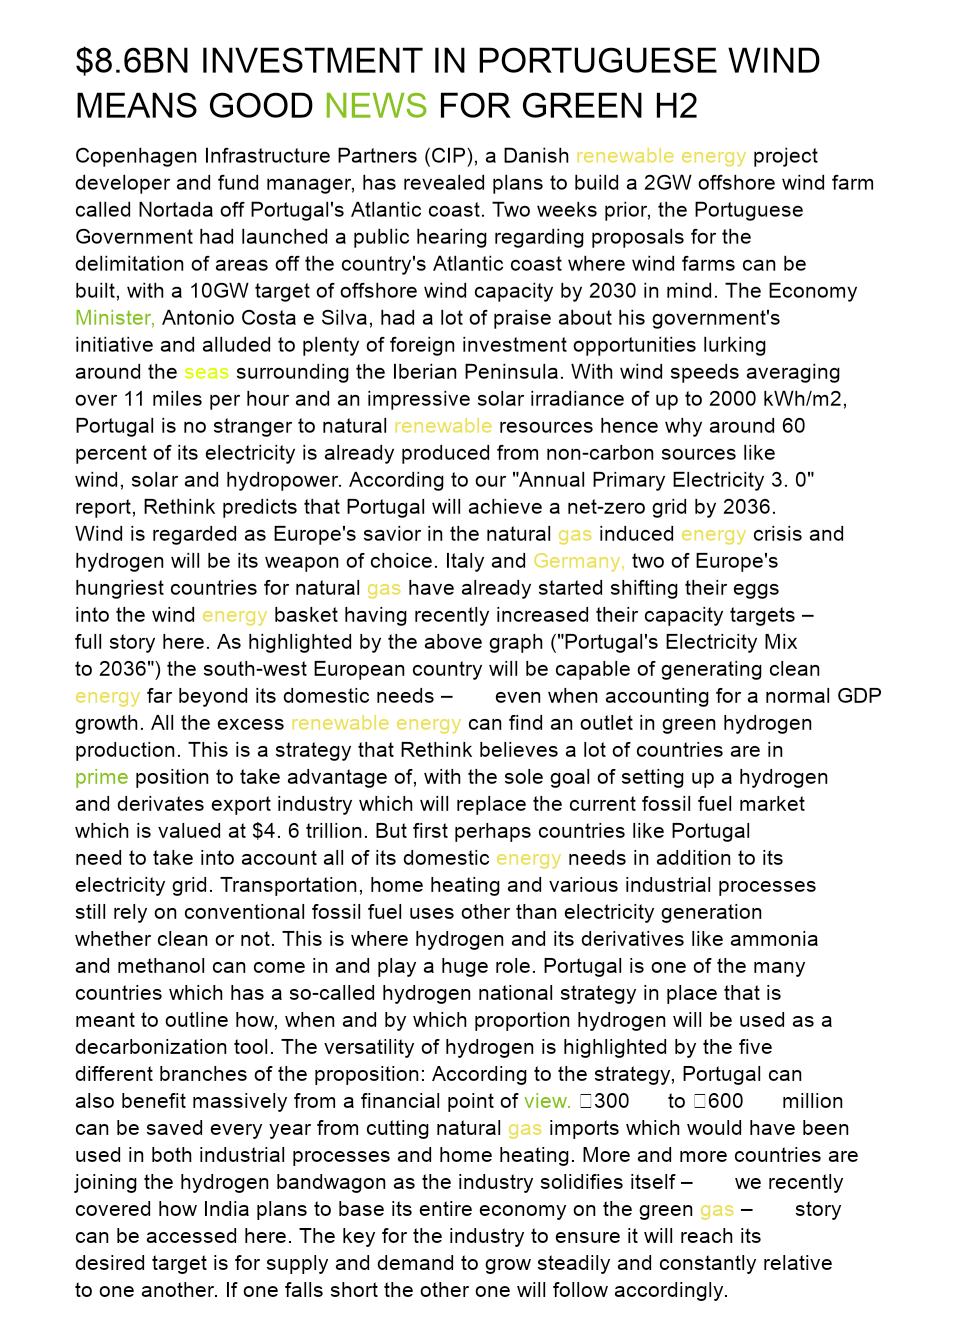 $8.6BN INVESTMENT IN PORTUGUESE WIND
MEANS GOOD NEWS FOR GREEN H2
Copenhagen Infrastructure Partners (CIP), a Danish renewable energy project
developer and fund manager, has revealed plans to build a 2GW offshore wind farm
called Nortada off Portugal's Atlantic coast. Two weeks prior, the Portuguese
Government had launched a public hearing regarding proposals for the
delimitation of areas off the country's Atlantic coast where wind farms can be
built, with a 10GW target of offshore wind capacity by 2030 in mind. The Economy
Minister, Antonio Costa e Silva, had a lot of praise about his government's
initiative and alluded to plenty of foreign investment opportunities lurking
around the seas surrounding the Iberian Peninsula. With wind speeds averaging
over 11 miles per hour and an impressive solar irradiance of up to 2000 kWh/m2,
Portugal is no stranger to natural renewable resources hence why around 60
percent of its electricity is already produced from non-carbon sources like
wind, solar and hydropower. According to our "Annual Primary Electricity 3. 0"
report, Rethink predicts that Portugal will achieve a net-zero grid by 2036.
Wind is regarded as Europe's savior in the natural gas induced energy crisis and
hydrogen will be its weapon of choice. Italy and Germany, two of Europe's
hungriest countries for natural gas have already started shifting their eggs
into the wind energy basket having recently increased their capacity targets –
full story here. As highlighted by the above graph ("Portugal's Electricity Mix
to 2036") the south-west European country will be capable of generating clean
energy far beyond its domestic needs – even when accounting for a normal GDP
growth. All the excess renewable energy can find an outlet in green hydrogen
production. This is a strategy that Rethink believes a lot of countries are in
prime position to take advantage of, with the sole goal of setting up a hydrogen
and derivates export industry which will replace the current fossil fuel market
which is valued at $4. 6 trillion. But first perhaps countries like Portugal
need to take into account all of its domestic energy needs in addition to its
electricity grid. Transportation, home heating and various industrial processes
still rely on conventional fossil fuel uses other than electricity generation
whether clean or not. This is where hydrogen and its derivatives like ammonia
and methanol can come in and play a huge role. Portugal is one of the many
countries which has a so-called hydrogen national strategy in place that is
meant to outline how, when and by which proportion hydrogen will be used as a
decarbonization tool. The versatility of hydrogen is highlighted by the five
different branches of the proposition: According to the strategy, Portugal can
also benefit massively from a financial point of view. 300 to 600 million
can be saved every year from cutting natural gas imports which would have been
used in both industrial processes and home heating. More and more countries are
joining the hydrogen bandwagon as the industry solidifies itself – we recently
covered how India plans to base its entire economy on the green gas – story
can be accessed here. The key for the industry to ensure it will reach its
desired target is for supply and demand to grow steadily and constantly relative
to one another. If one falls short the other one will follow accordingly.